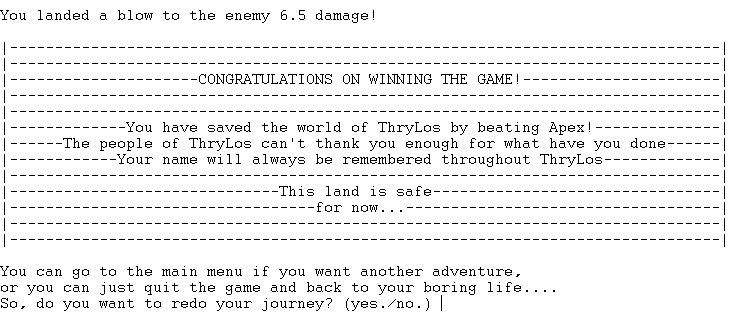 You landed a blow to the enemy 6.5 damage!
|-----------------------------------------------------------------------------|
|-----------------------------------------------------------------------------|
|---------------------CONGRATULATIONS ON WINNING THE GAME!--------------------|
|-----------------------------------------------------------------------------|
|-----------------------------------------------------------------------------|
|-------------You have saved the world of ThryLos by beating Apex!------------|
|------The people of ThryLos can't thank you enough for what have you done------|
|------------Your name will always be remembered throughout ThryLos------------|
|-----------------------------------------------------------------------------|
|------------------------------This land is safe-------------------------------|
|----------------------------------for now...----------------------------------|
|-----------------------------------------------------------------------------|
|-----------------------------------------------------------------------------|
You can go to the main menu if you want another adventure,
or you can just quit the game and back to your boring life....
So, do you want to redo your journey? (yes./no.)